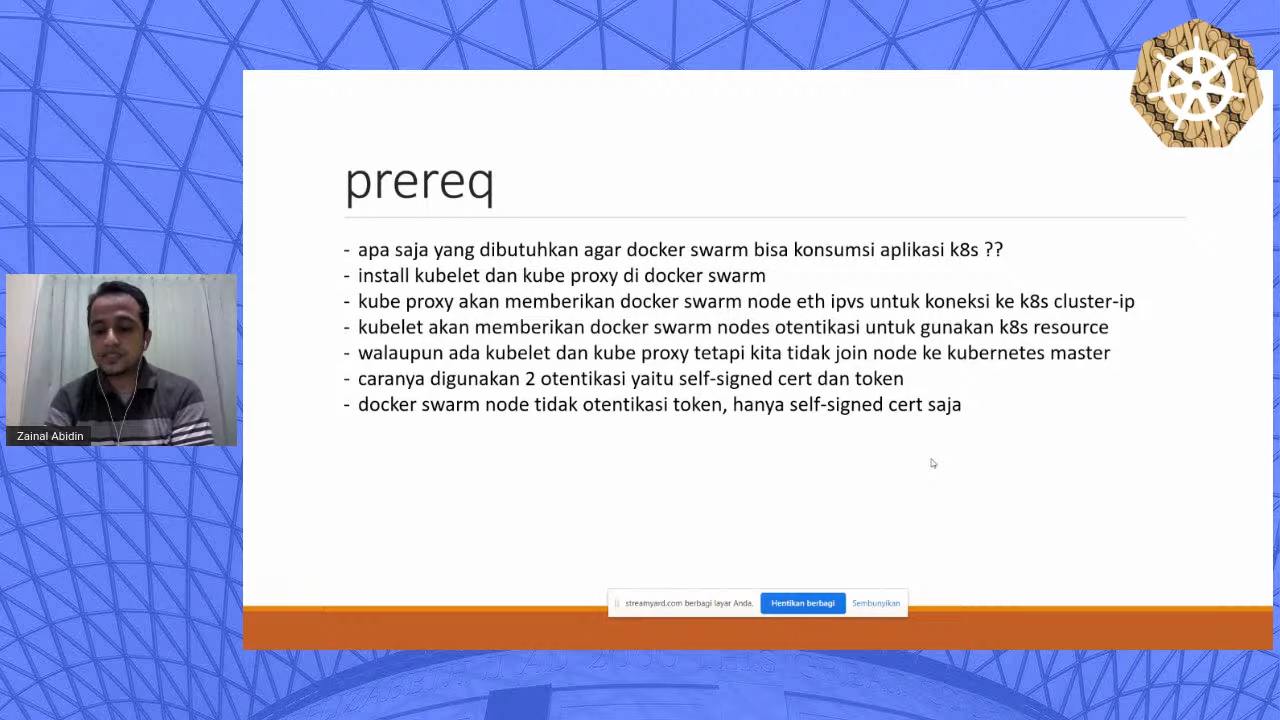 prereq
- apa saja yang dibutuhkan agar docker swarm bisa konsumsi aplikasi k8s ??
- install kubelet dan kube proxy di docker swarm
- kube proxy akan memberikan docker swarm node eth ipvs untuk koneksi ke k8s cluster-ip
- kubelet akan memberikan docker swarm nodes otentikasi untuk gunakan k8s resource
- walaupun ada kubelet dan kube proxy tetapi kita tidak join node ke kubernetes master
- caranya digunakan 2 otentikasi yaitu self-signed cert dan token
- docker swarm node tidak otentikasi token, hanya self-signed cert saja
Zainal Abidin
streamyard.com berbagi layar Anda. Hentikan berbagi Sembunyikan